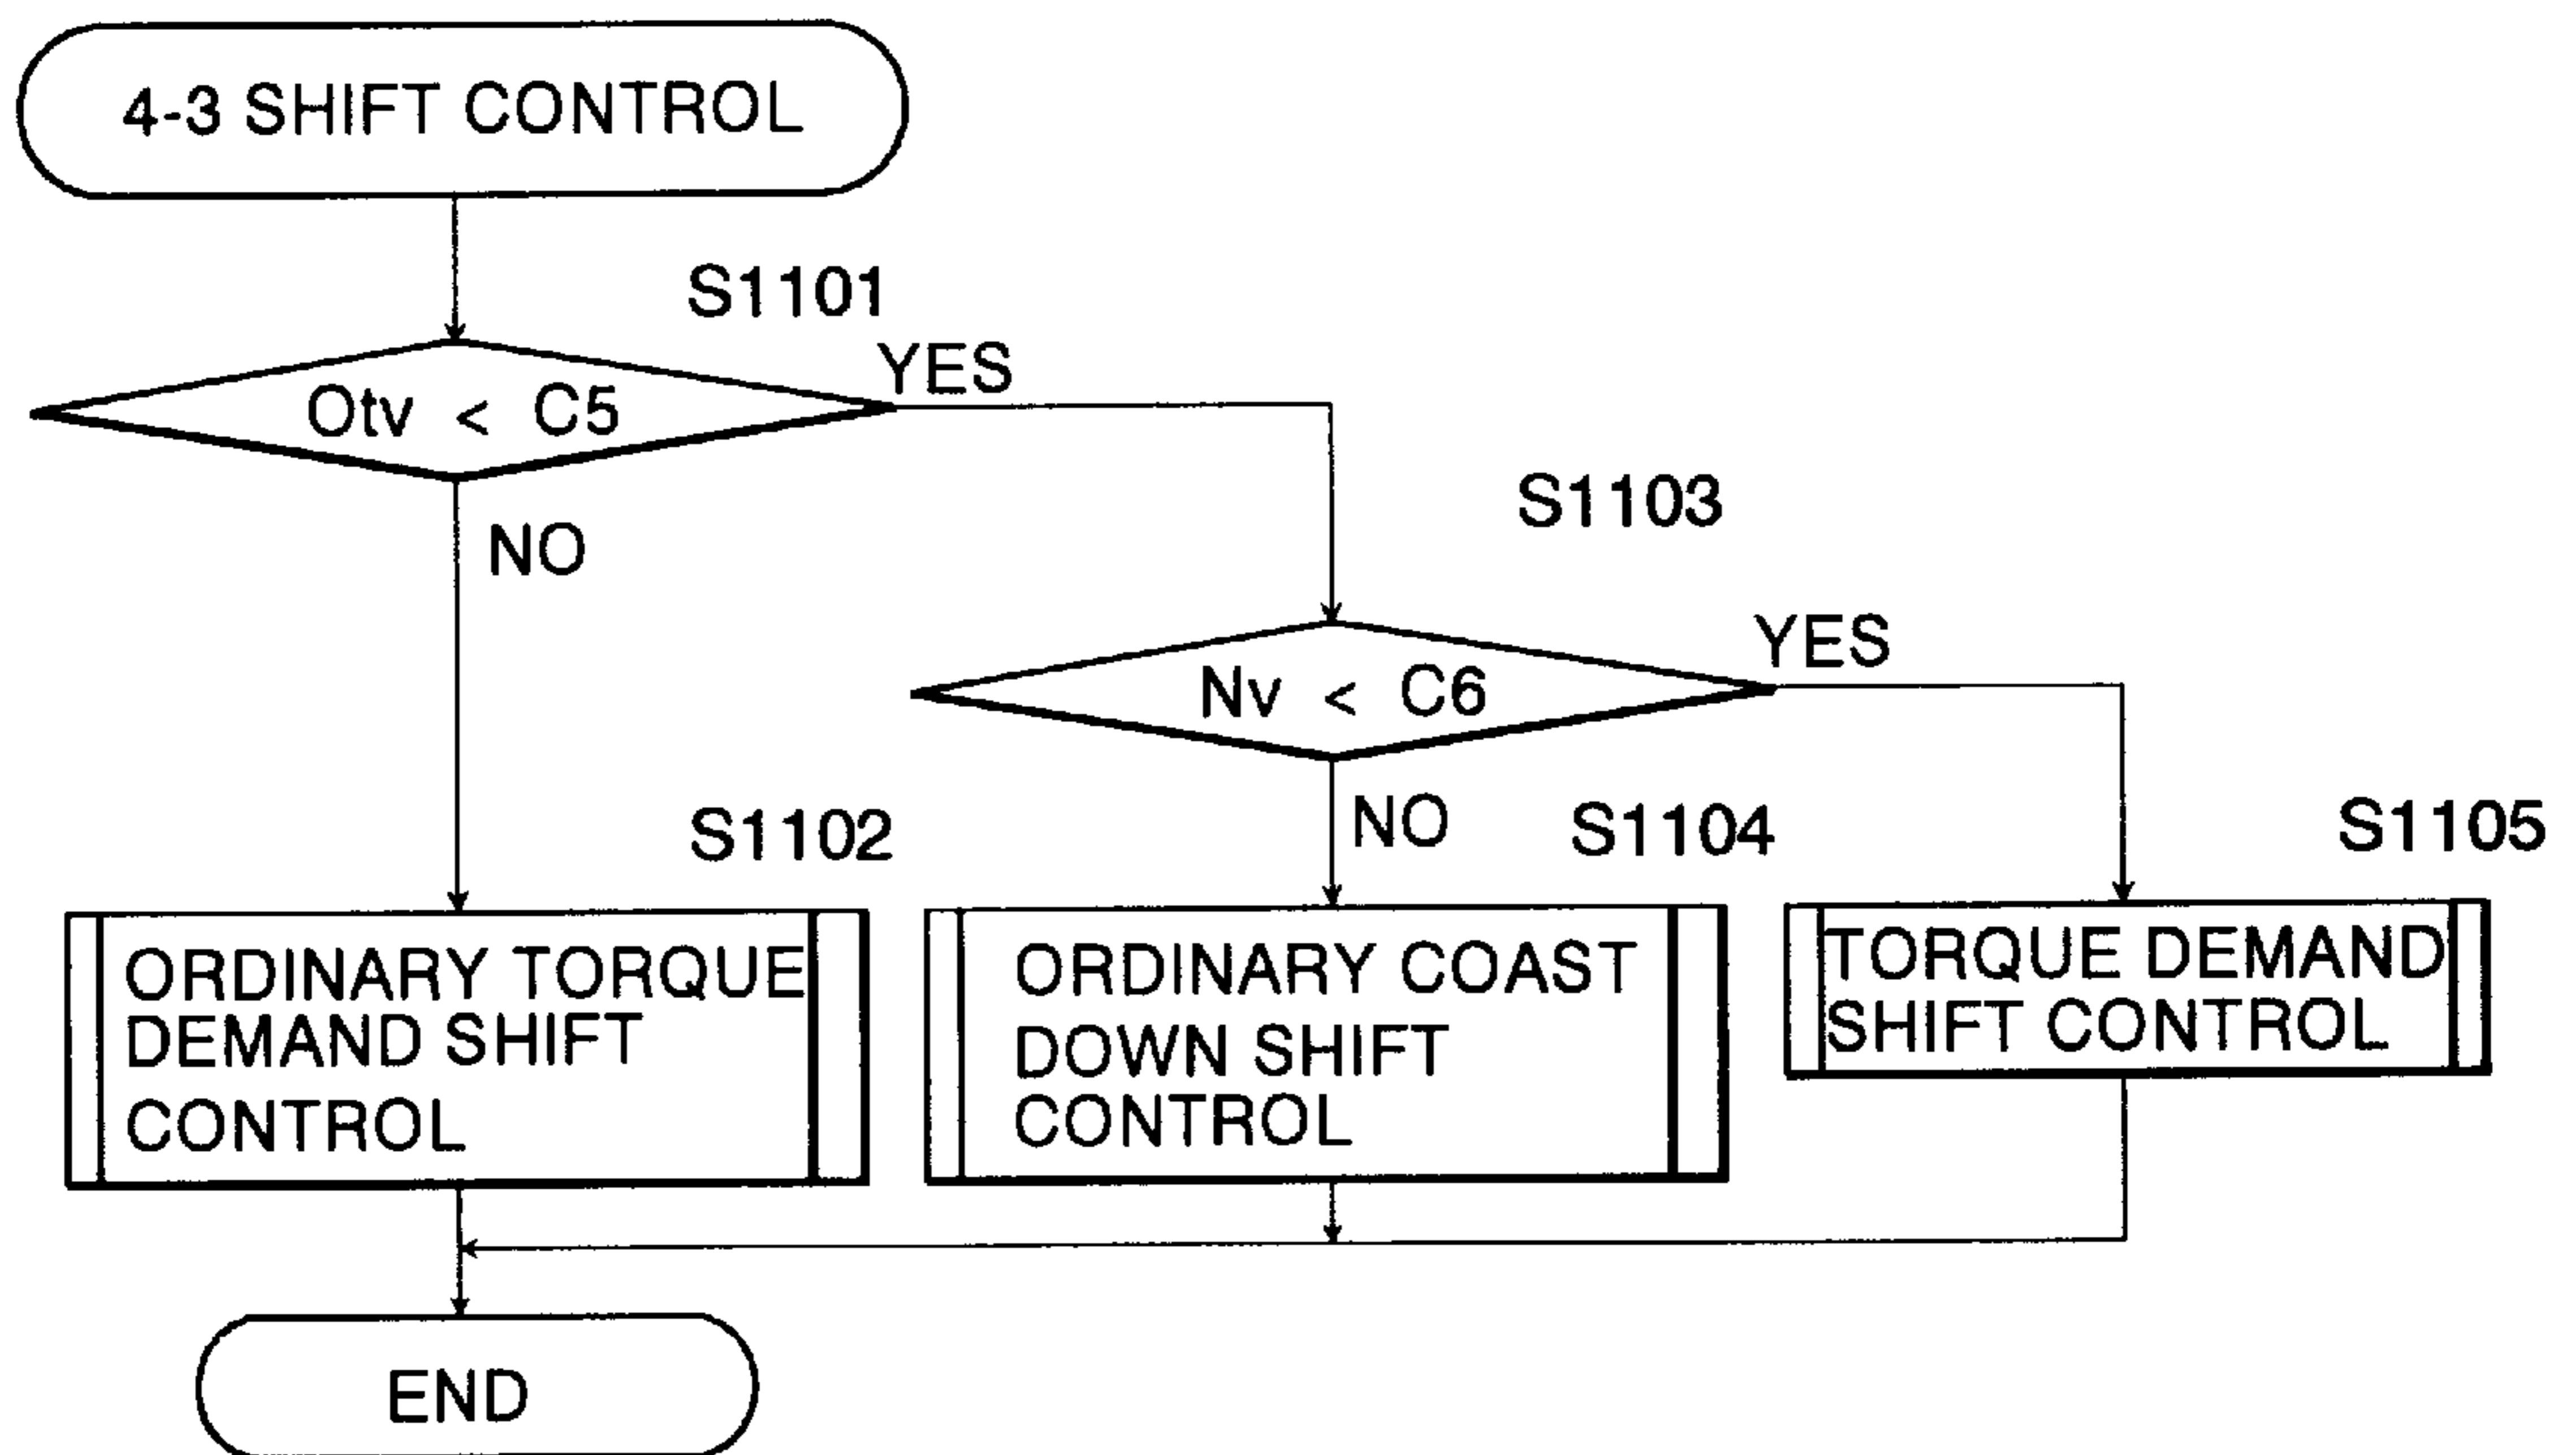 4-3 SHIFT CONTROL
S1101
Otv < C5
YES
NO
S1103
Nv < C6
YES
NO
S1102
S1104
S1105
ORDINARY TORQUE
DEMAND SHIFT
CONTROL
ORDINARY COAST
DOWN SHIFT
CONTROL
TORQUE DEMAND
SHIFT CONTROL
END